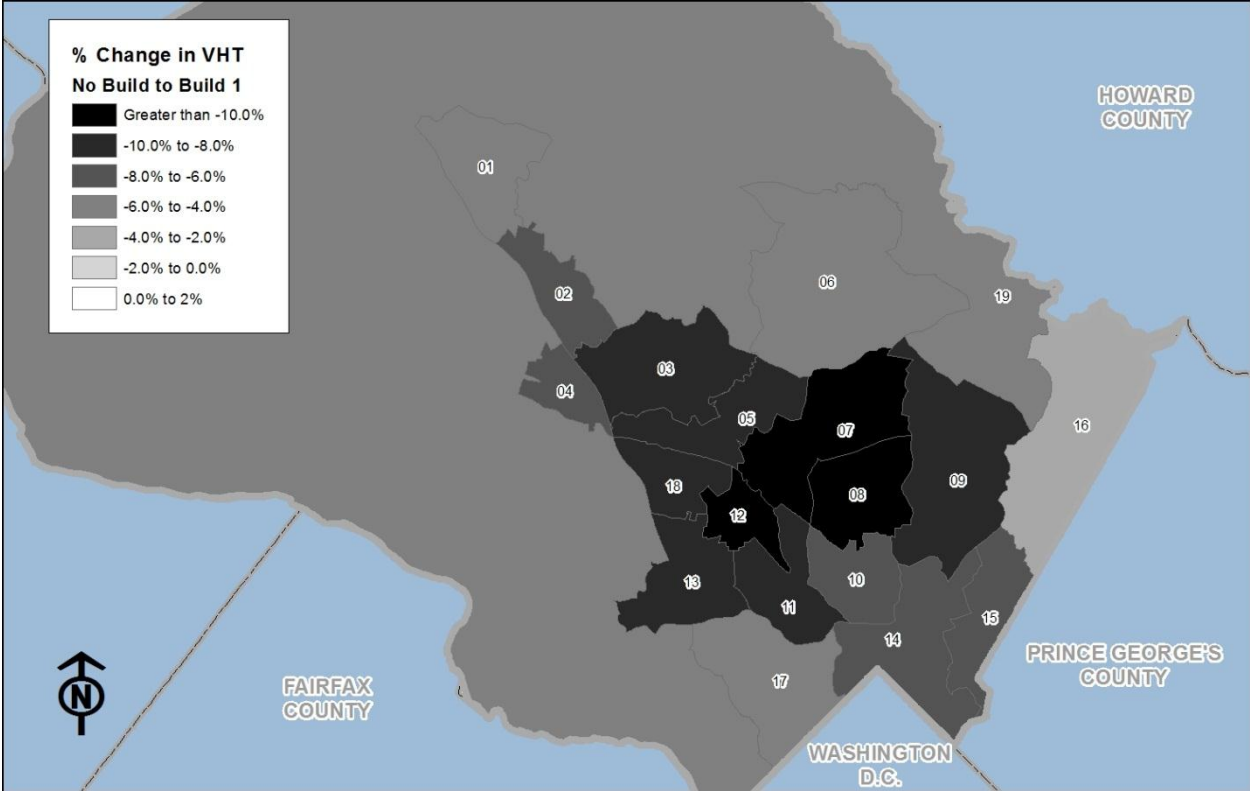 % Change in VHT
No Build to Build 1
Greater than -10.0%
-10.0% to -8.0%
-8.0% to -6.0%
-6.0% to -4.0%
-4.0% to -2.0%
-2.0% to 0.0%
0.0% to 2%
HOWARD
COUNTY
01
02
06
19
03
04
05
07
16
18
09
08
12
13
10
11
15
14
17
PRINCE GEORGE'S
COUNTY
FAIRFAX
COUNTY
N
WASHINGTON
D.C.